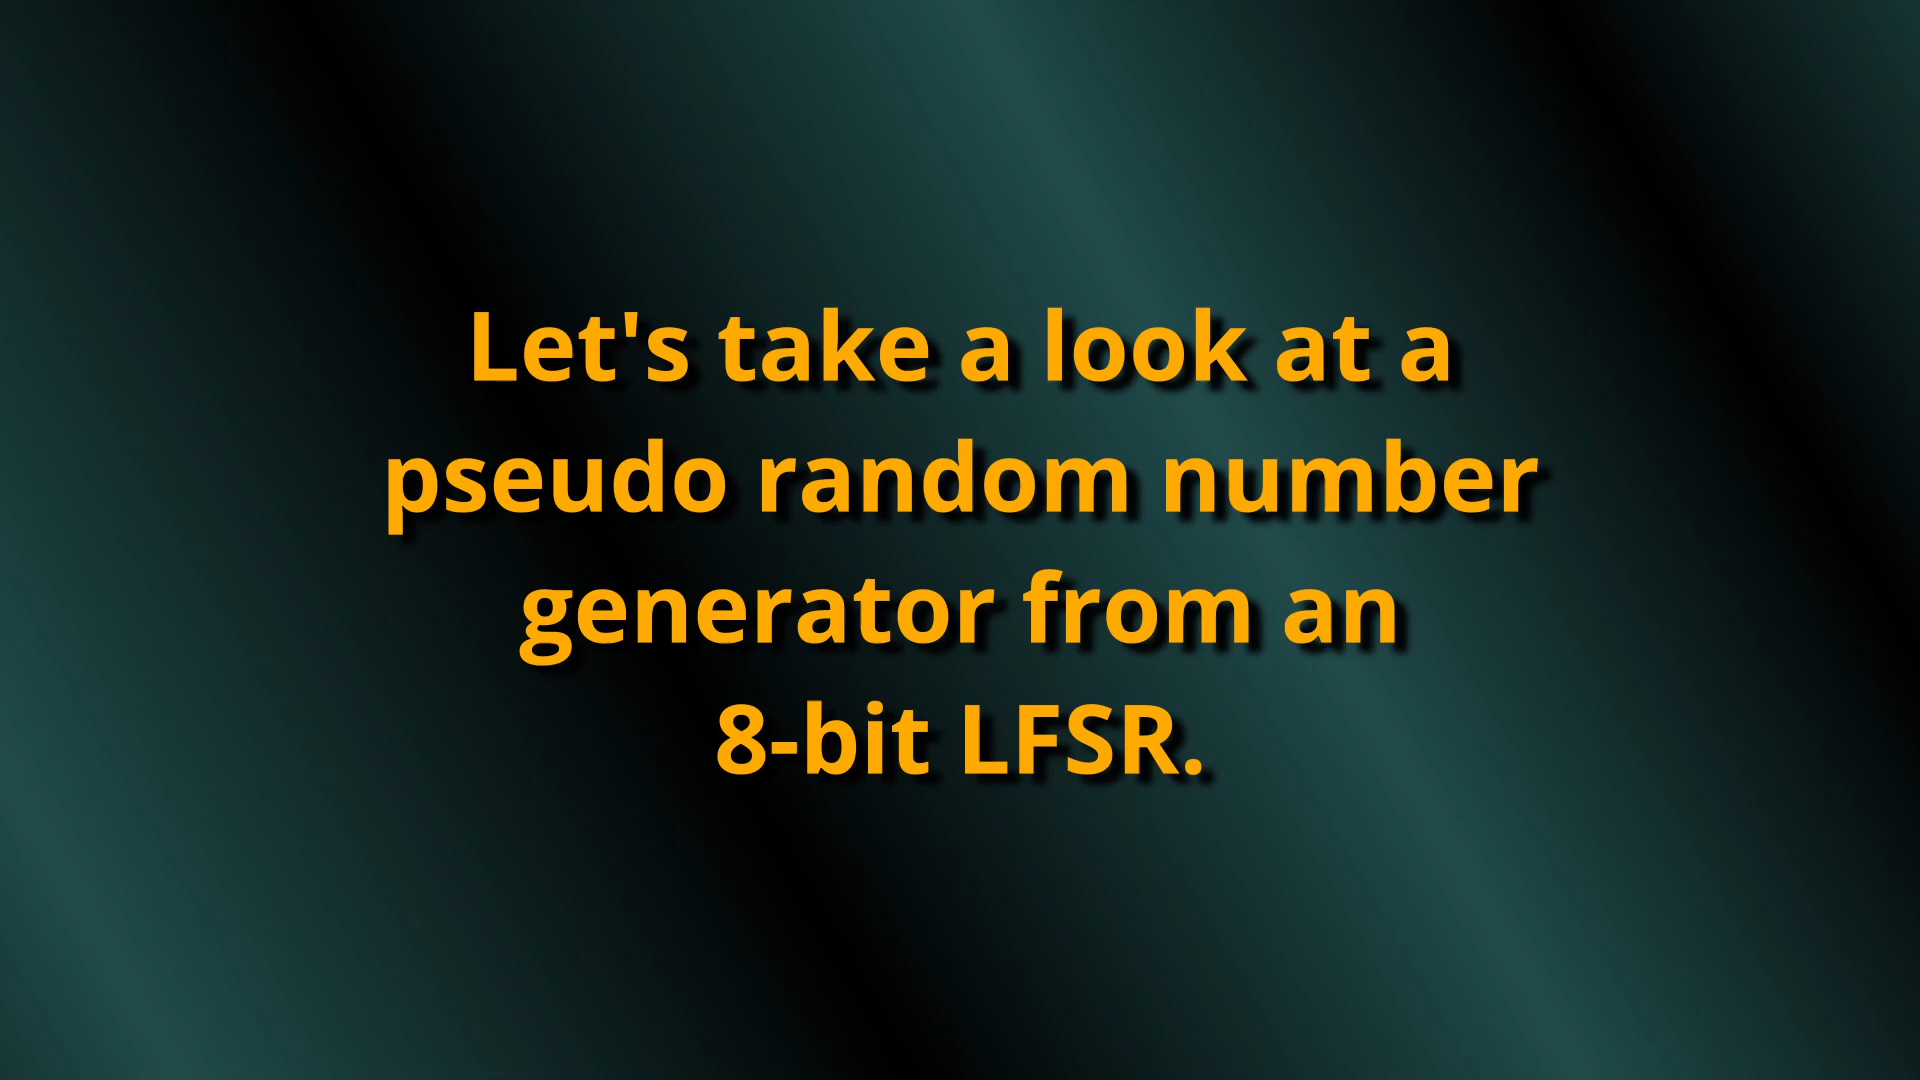 Let's take a look at a
pseudo random number
generator from an
8-bit LFSR.